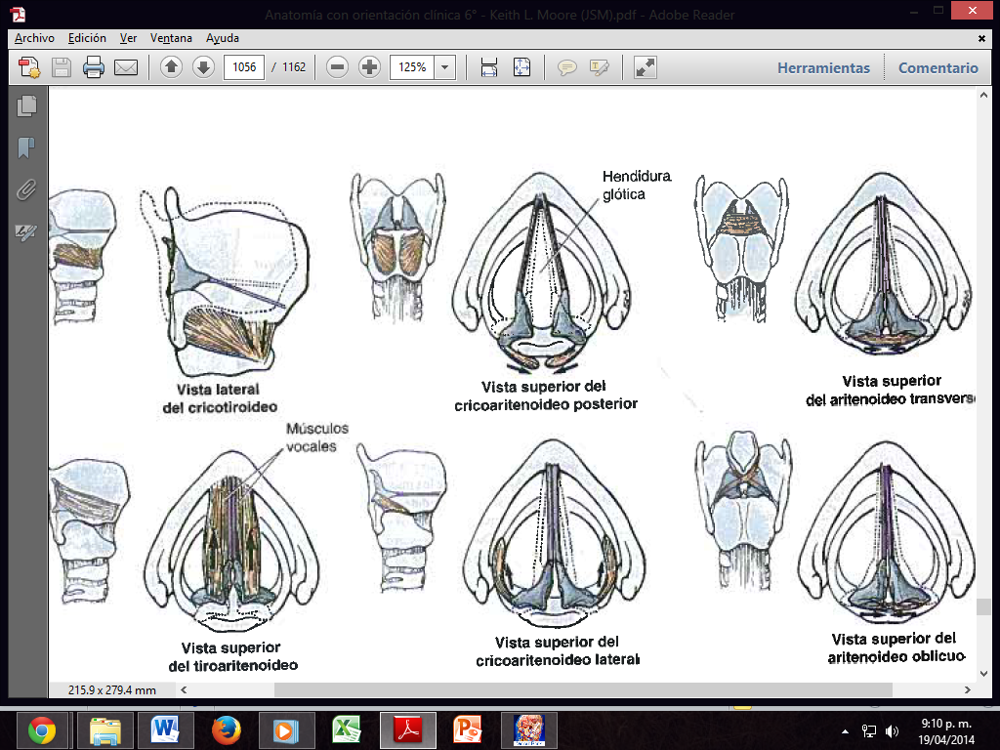 Anatomía con orientación clínica 6° - Keith L. Moore (JSM).pdf - Adobe Reader
Archivo Edición Ver Ventana Ayuda
1056 / 1162 125% Herramientas Comentario
Hendidura
glótica
Vista lateral
del cricotiroideo
Vista superior del
cricoaritenoideo posterior
Vista superior
del aritenoideo transvers
Músculos
vocales
Vista superior
del tiroaritenoideo
Vista superior del
cricoaritenoideo lateral
Vista superior del
aritenoideo oblicuo
215.9 x 279.4 mm
9:10 p. m.
19/04/2014